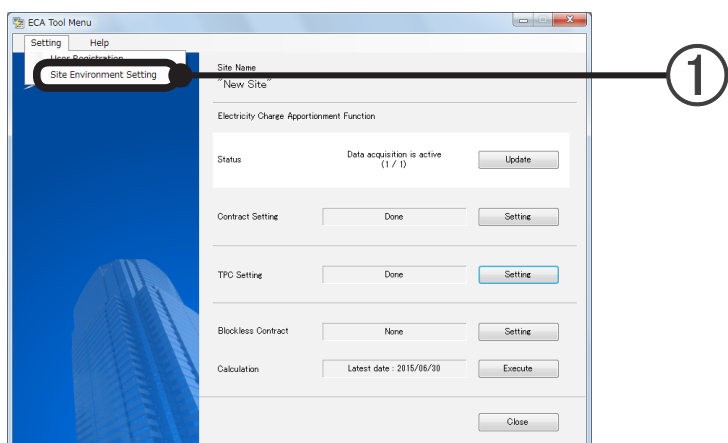 ECA Tool Menu
Setting Help
User Registration
Site Environment Setting
①
Site Name
"New Site"
Electricity Charge Apportionment Function
Status
Data acquisition is active
(1 / 1)
Update
Contract Setting Done Setting
TPC Setting Done Setting
Blockless Contract None Setting
Calculation Latest date : 2015/06/30 Execute
Close